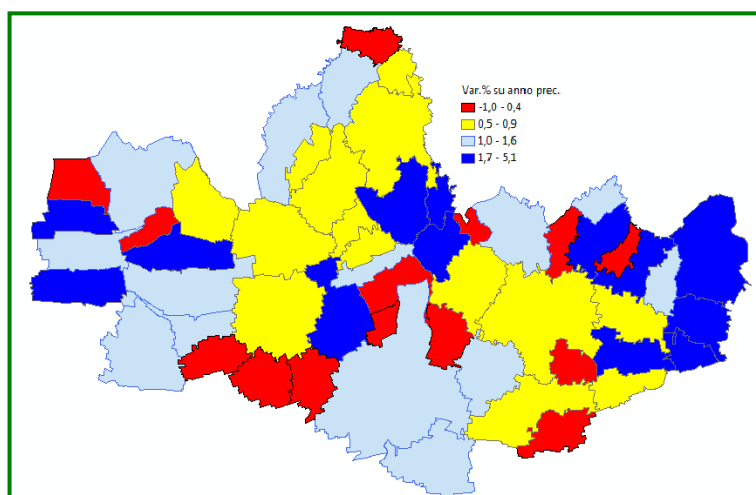 Var.% su anno prec.
-1,0 - 0,4
0,5 - 0,9
1,0 - 1,6
1,7 - 5,1